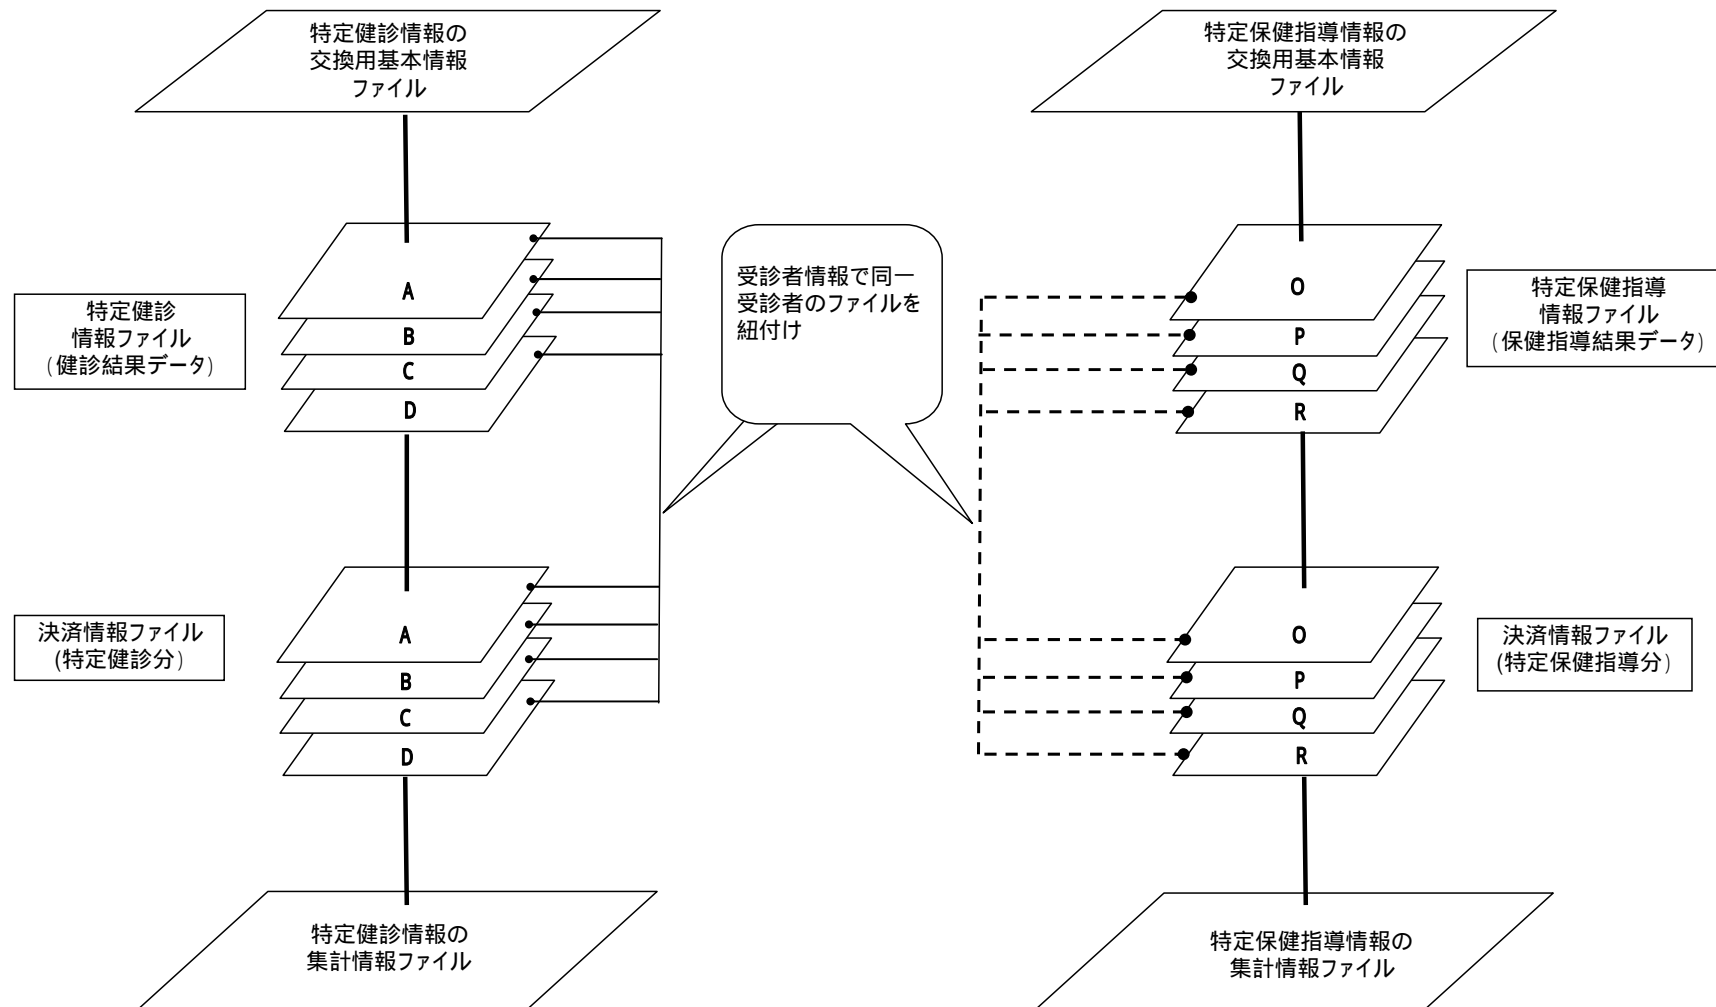 特定健診情報の
交換用基本情報
ファイル
特定保健指導情報の
交換用基本情報
ファイル
特定健診
情報ファイル
(健診結果データ)
A
B
C
D
受診者情報で同一
受診者のファイルを
紐付け
O
P
Q
R
特定保健指導
情報ファイル
(保健指導結果データ)
決済情報ファイル
(特定健診分)
A
B
C
D
O
P
Q
R
決済情報ファイル
(特定保健指導分)
特定健診情報の
集計情報ファイル
特定保健指導情報の
集計情報ファイル